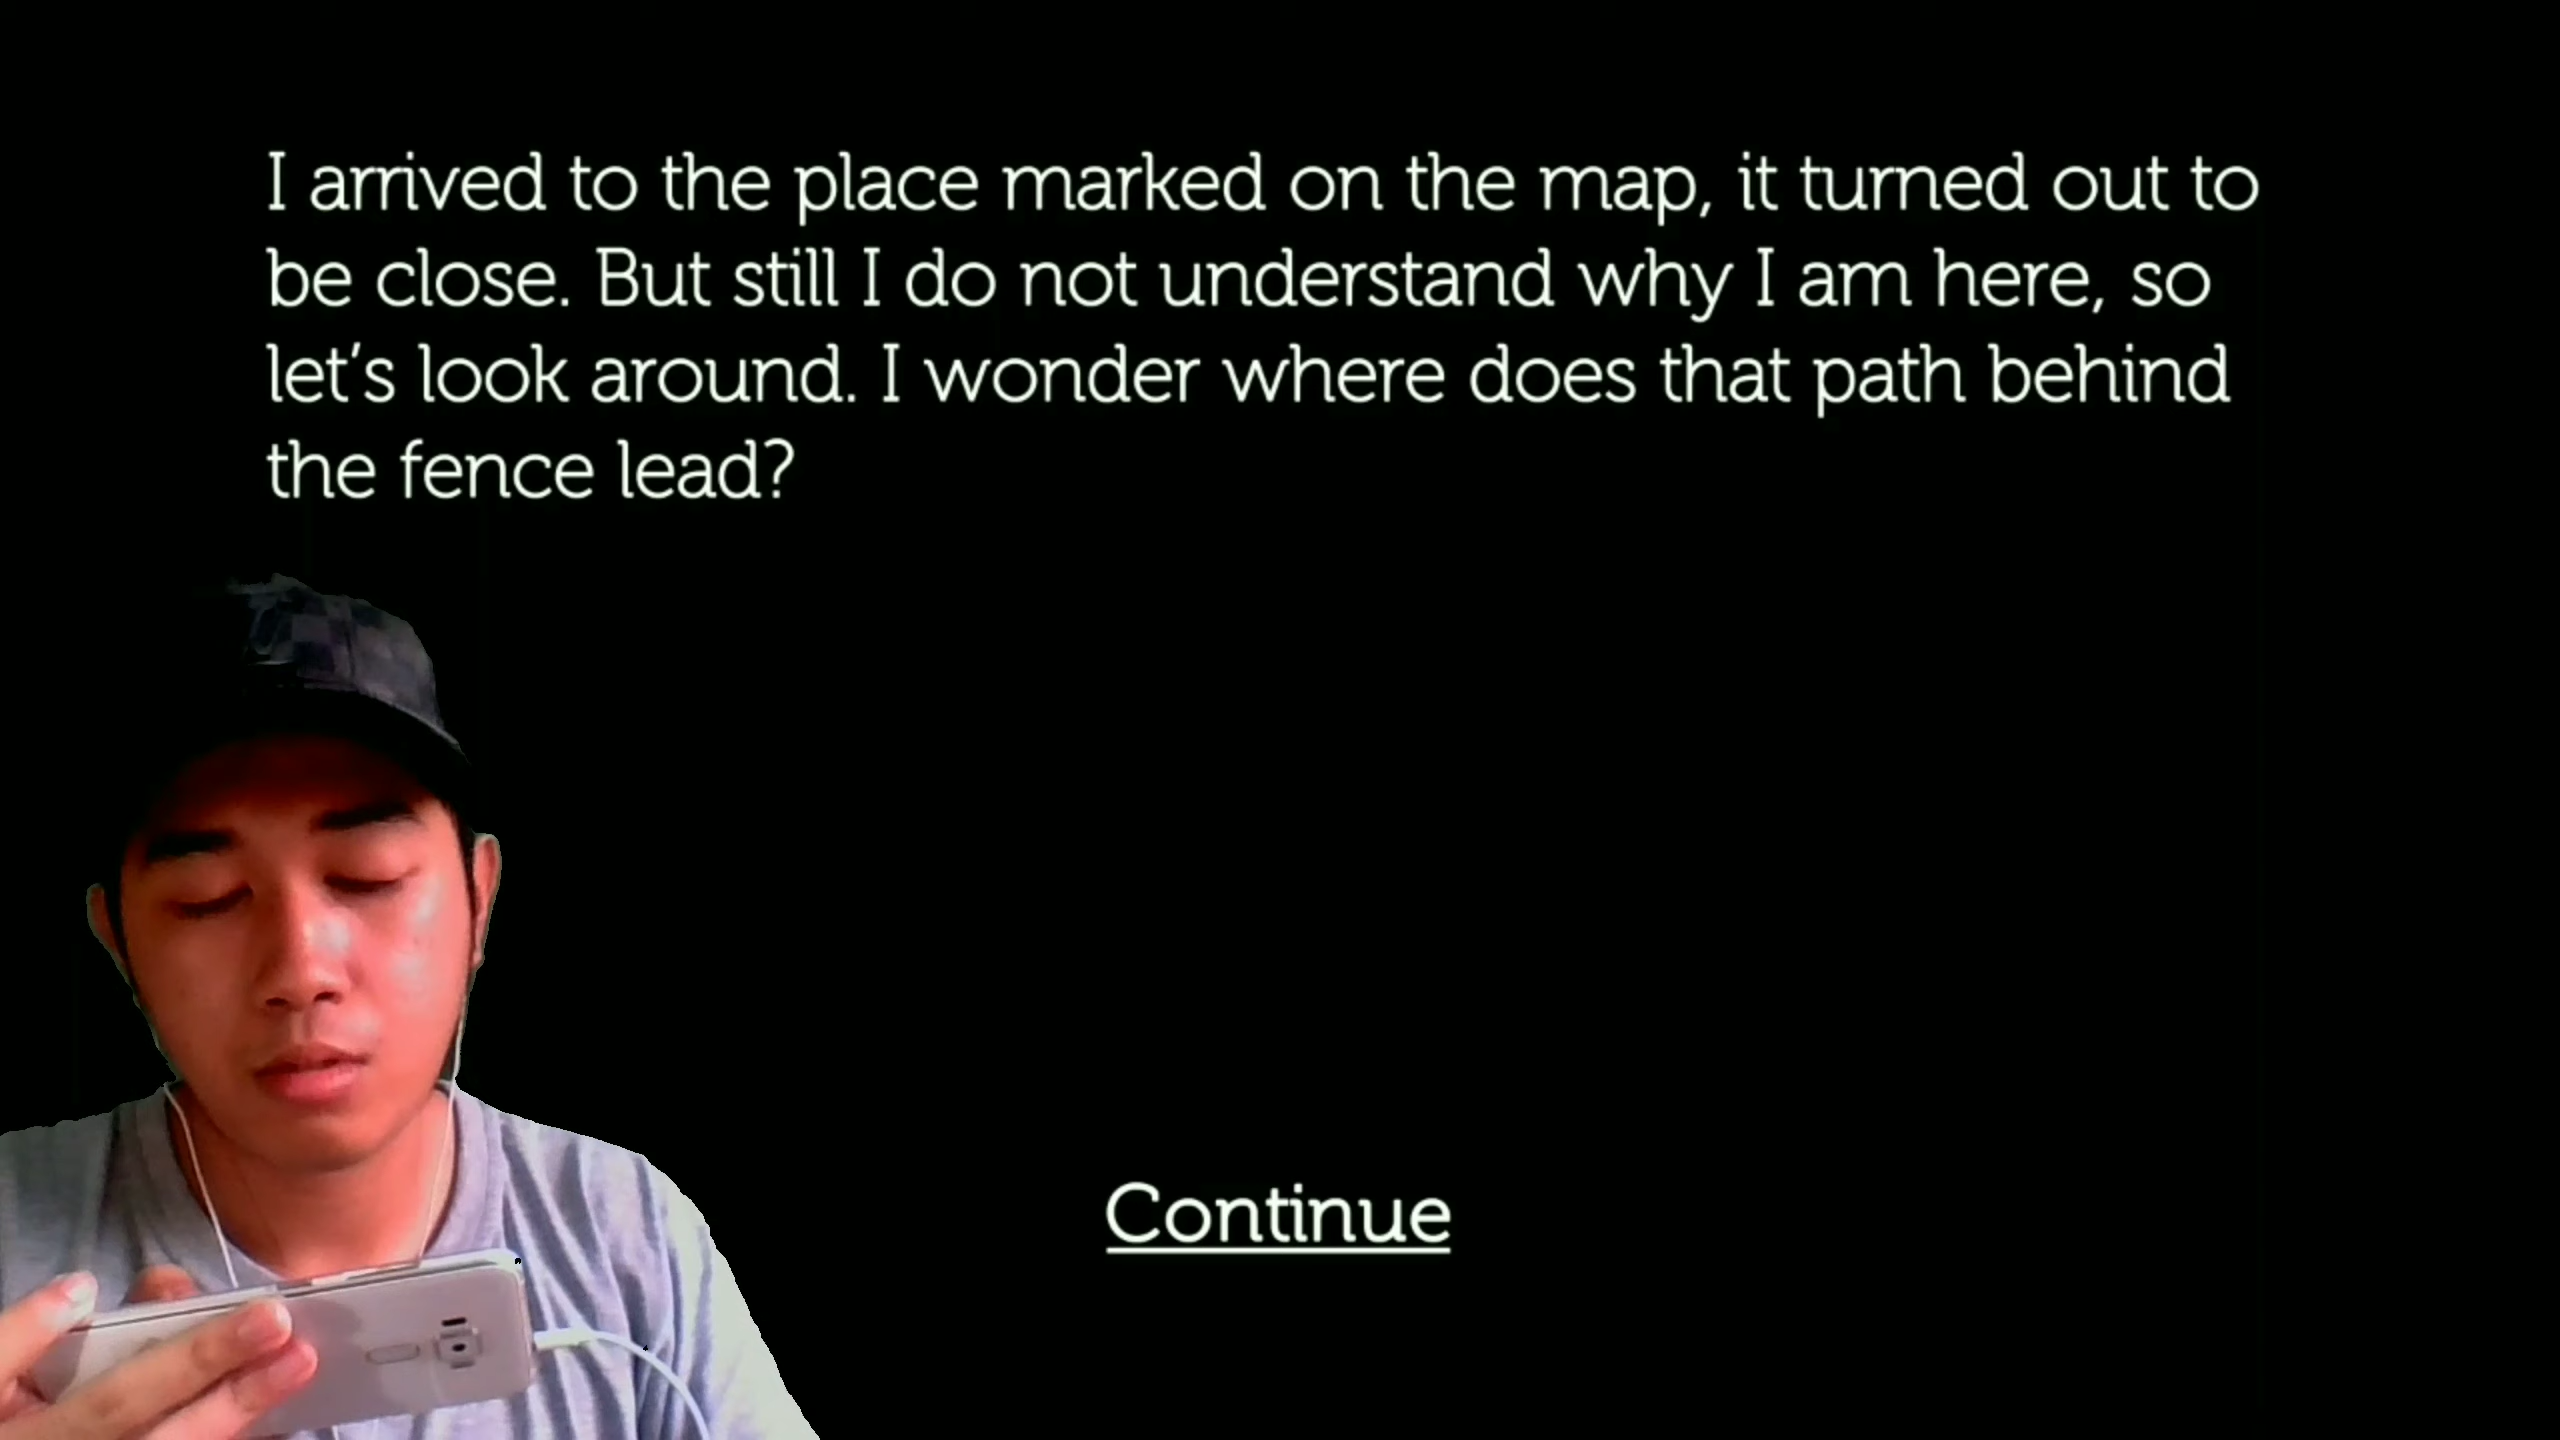 I arrived to the place marked on the map, it turned out to
be close. But still I do not understand why I am here, so
let’s look around. I wonder where does that path behind
the fence lead?
Continue